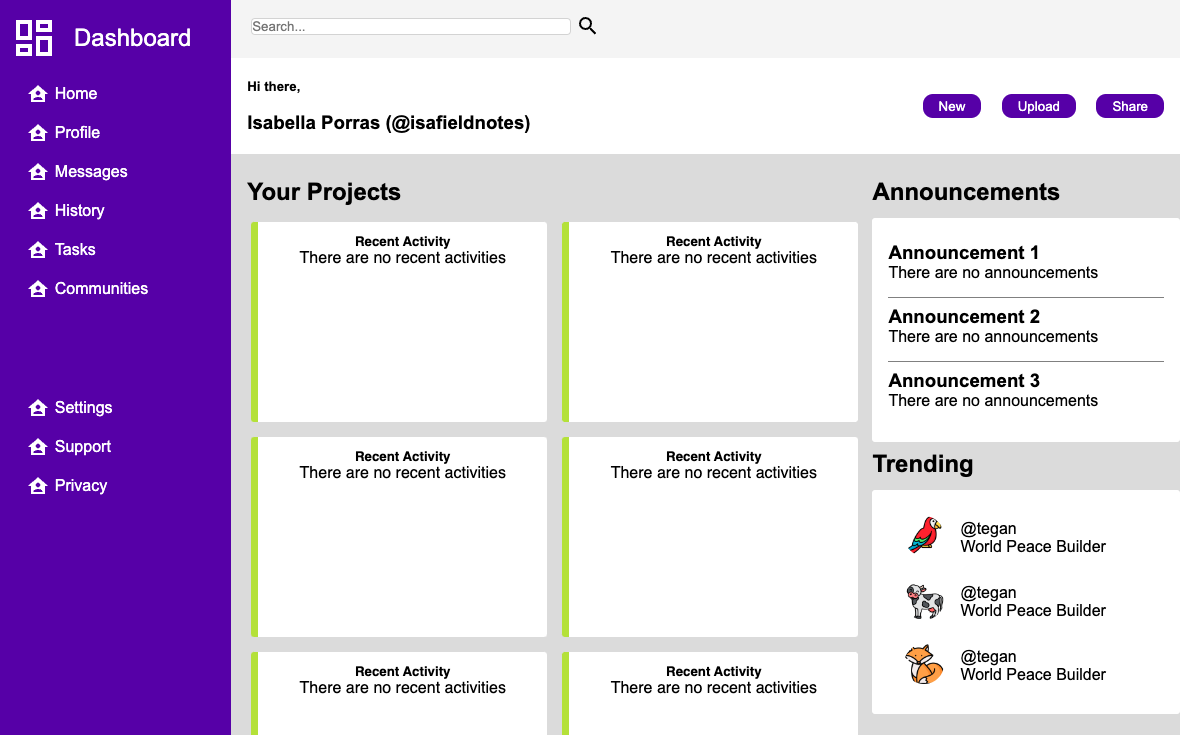 Dashboard
Home
Profile
Messages
History
Tasks
Communities
Settings
Support
Privacy
Search...
Hi there,
Isabella Porras (@isafieldnotes)
New
Upload
Share
Your Projects
Recent Activity
There are no recent activities
Recent Activity
There are no recent activities
Recent Activity
There are no recent activities
Recent Activity
There are no recent activities
Recent Activity
There are no recent activities
Recent Activity
There are no recent activities
Announcements
Announcement 1
There are no announcements
Announcement 2
There are no announcements
Announcement 3
There are no announcements
Trending
@tegan
World Peace Builder
@tegan
World Peace Builder
@tegan
World Peace Builder